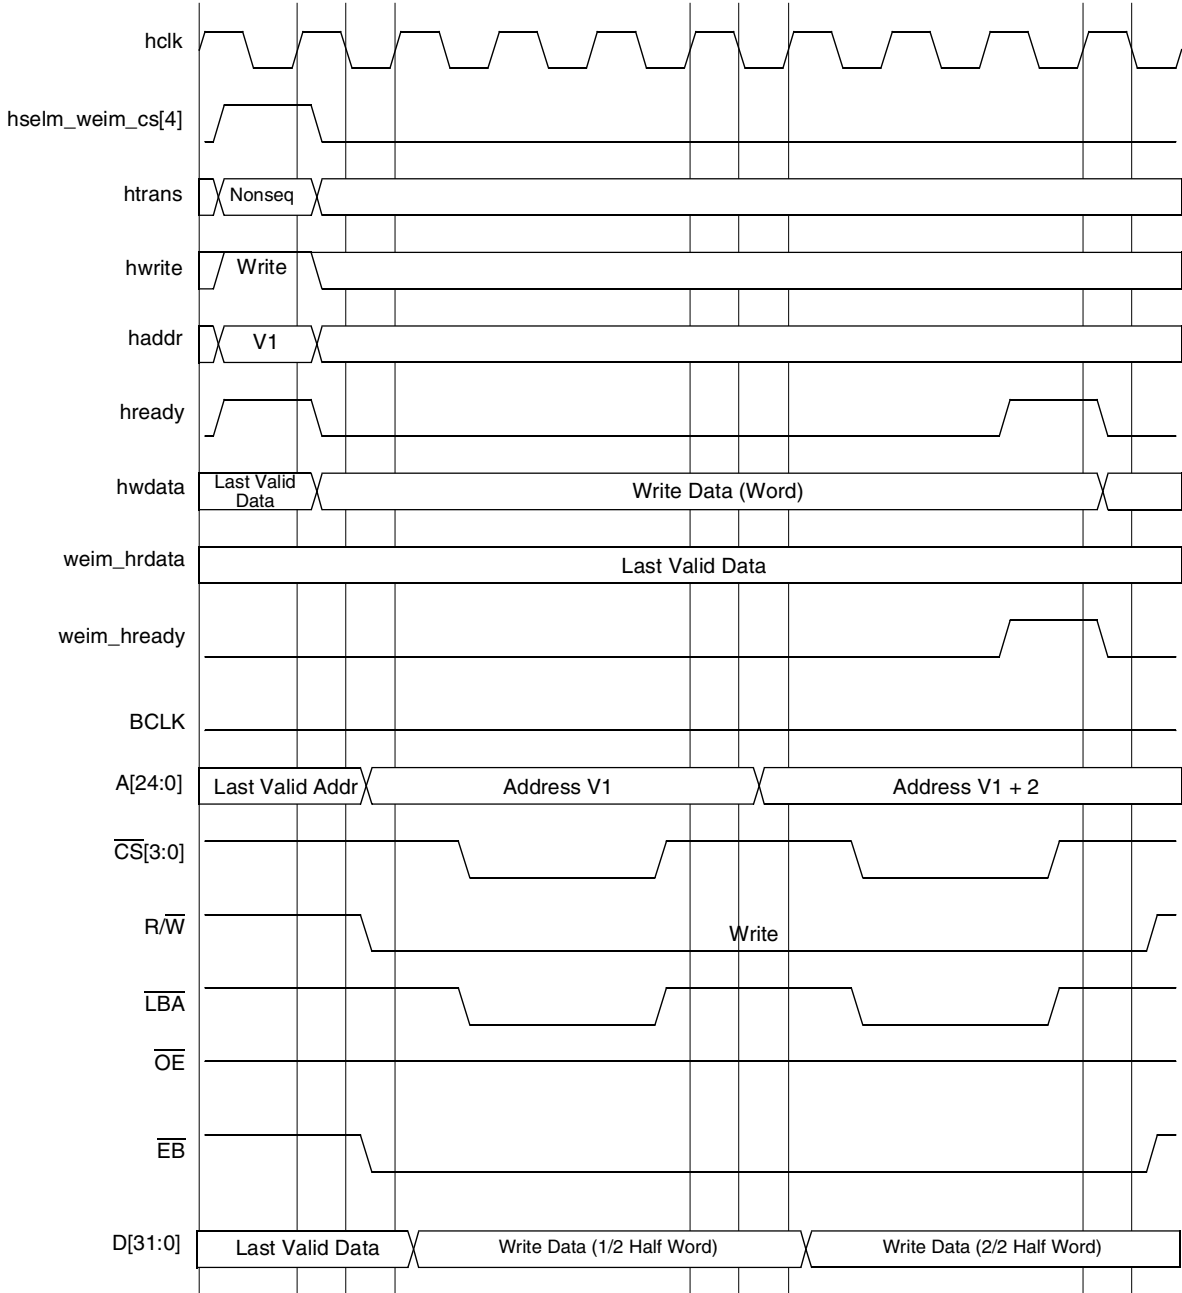 hclk
hselm_weim_cs[4]
htrans Nonseq
hwrite Write
haddr V1
hready
hwdata Last Valid Data Write Data (Word)
weim_hrdata Last Valid Data
weim_hready
BCLK
A[24:0] Last Valid Addr Address V1 Address V1 + 2
CS[3:0]
R/W Write
LBA
OE
EB
D[31:0] Last Valid Data Write Data (1/2 Half Word) Write Data (2/2 Half Word)